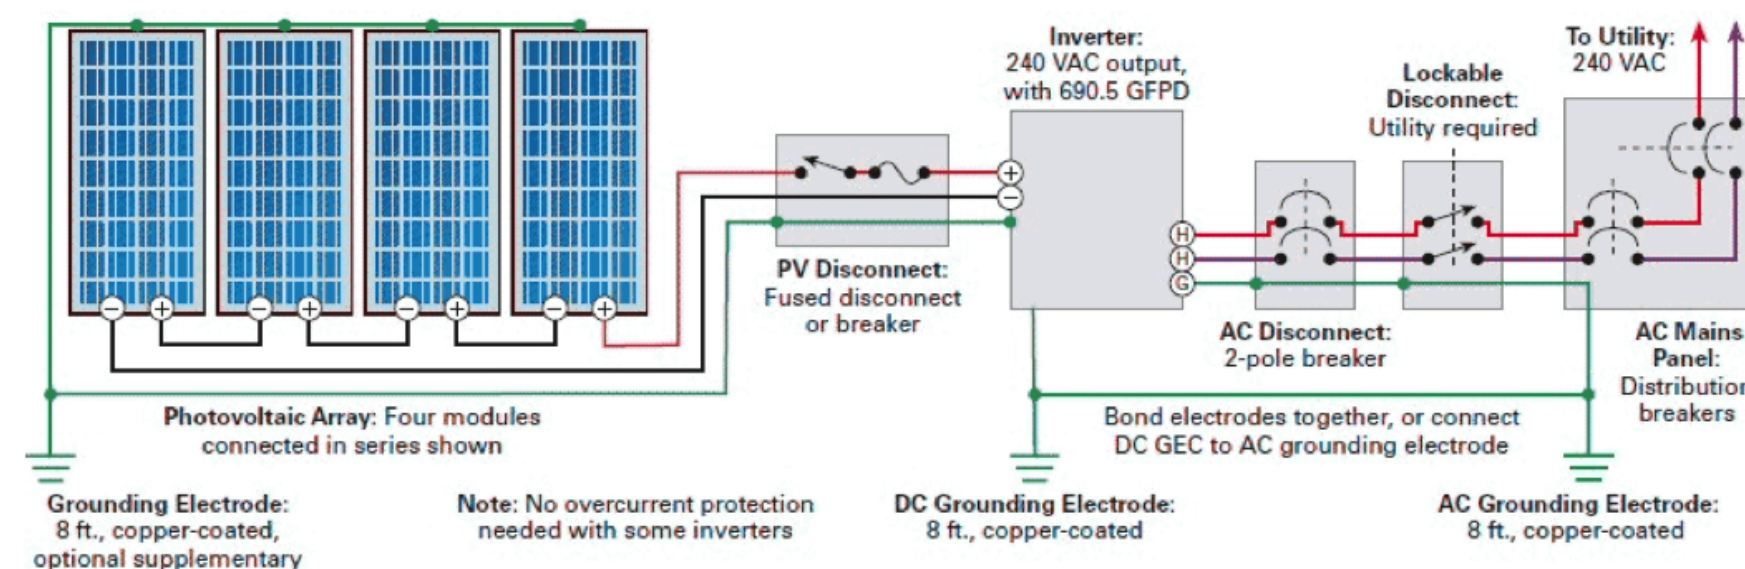 Inverter:
240 VAC output,
with 690.5 GFPD
To Utility:
240 VAC
Lockable
Disconnect:
Utility required
+
−
H
H
G
− + − + − + − +
PV Disconnect:
Fused disconnect
or breaker
AC Disconnect:
2-pole breaker
AC Mains
Panel:
Distribution
breakers
Photovoltaic Array: Four modules
connected in series shown
Bond electrodes together, or connect
DC GEC to AC grounding electrode
Grounding Electrode:
8 ft., copper-coated,
optional supplementary
Note: No overcurrent protection
needed with some inverters
DC Grounding Electrode:
8 ft., copper-coated
AC Grounding Electrode:
8 ft., copper-coated